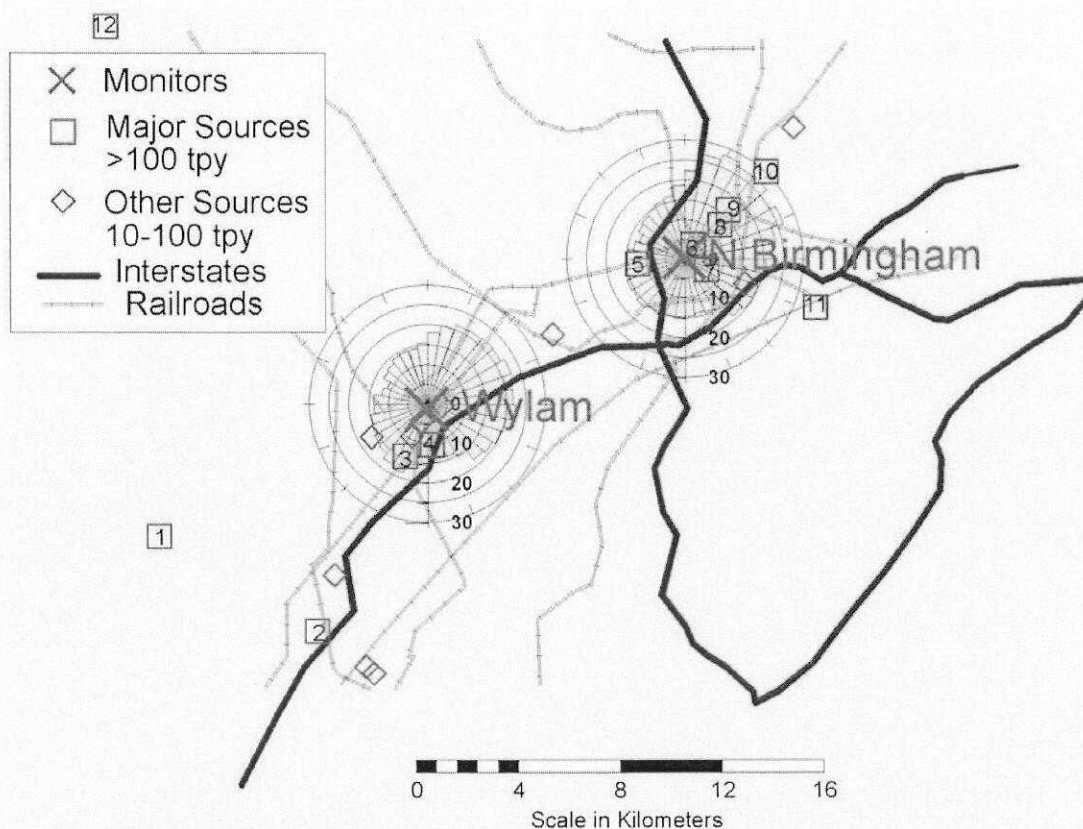 12
Monitors
Major Sources
>100 tpy
Other Sources
10-100 tpy
Interstates
Railroads
10
9
8
6
N Birmingham
5
7
10
11
20
30
0 Wylam
4
10
3
20
30
1
2
0 4 8 12 16
Scale in Kilometers